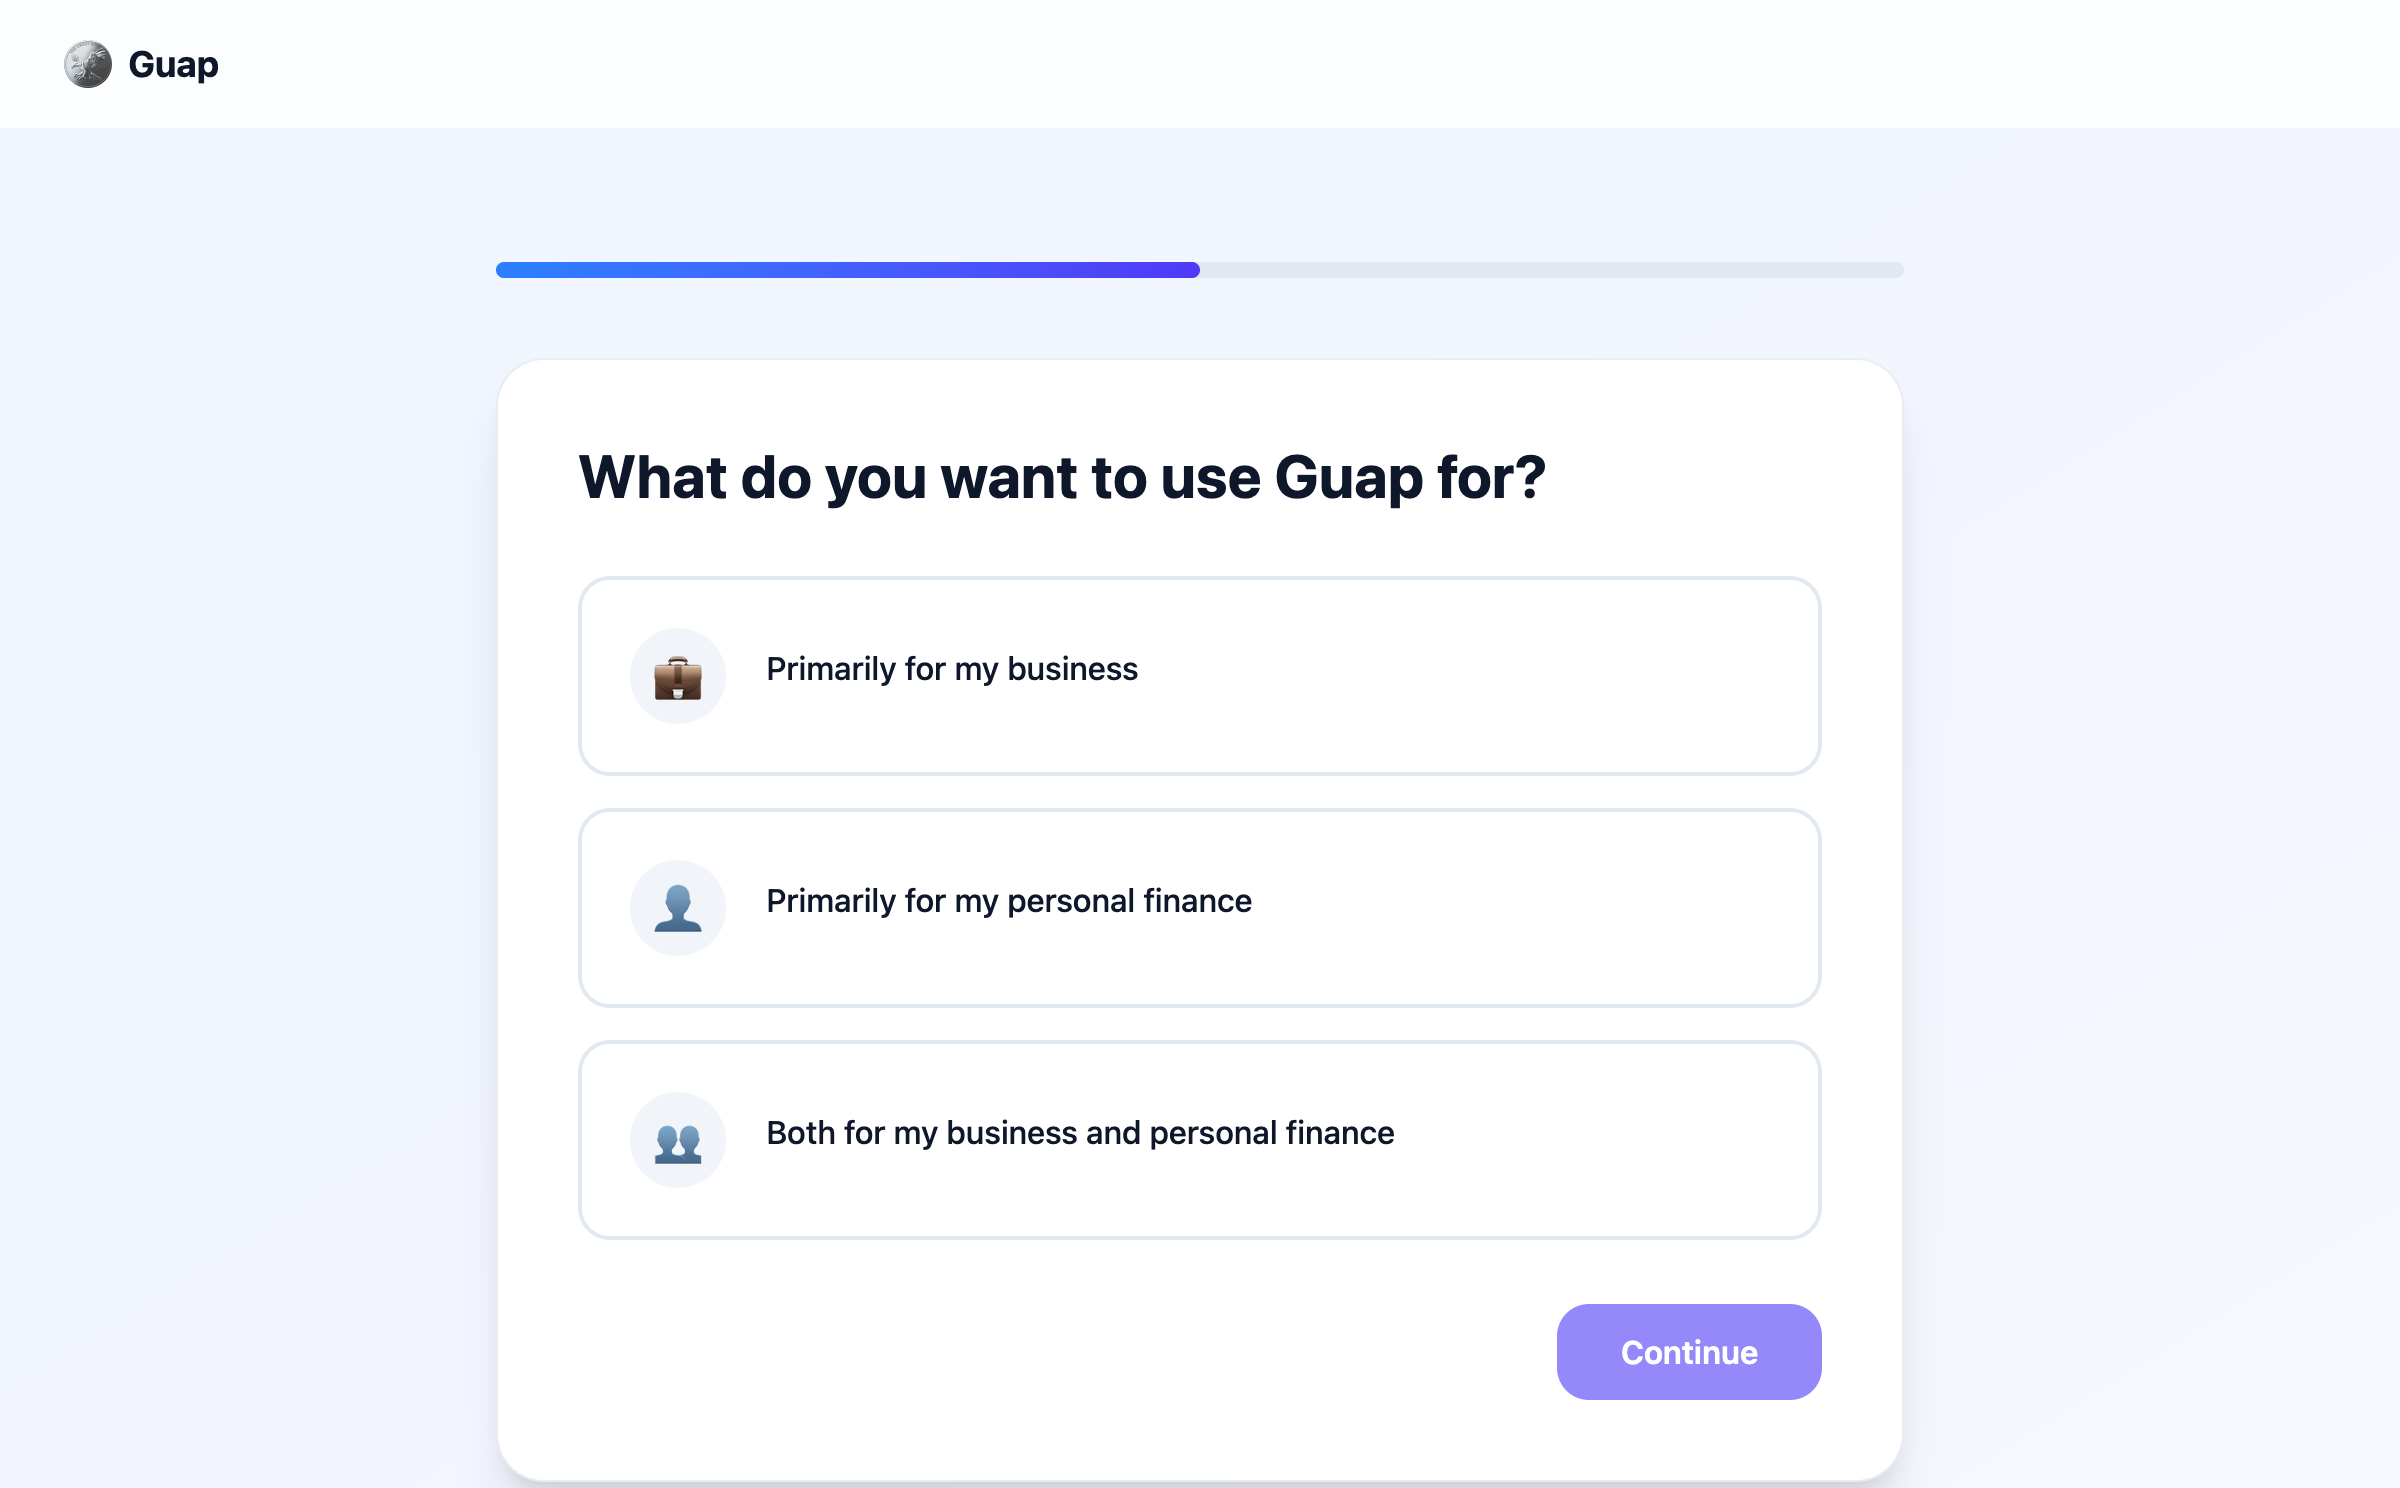 Guap
What do you want to use Guap for?
Primarily for my business
Primarily for my personal finance
Both for my business and personal finance
Continue